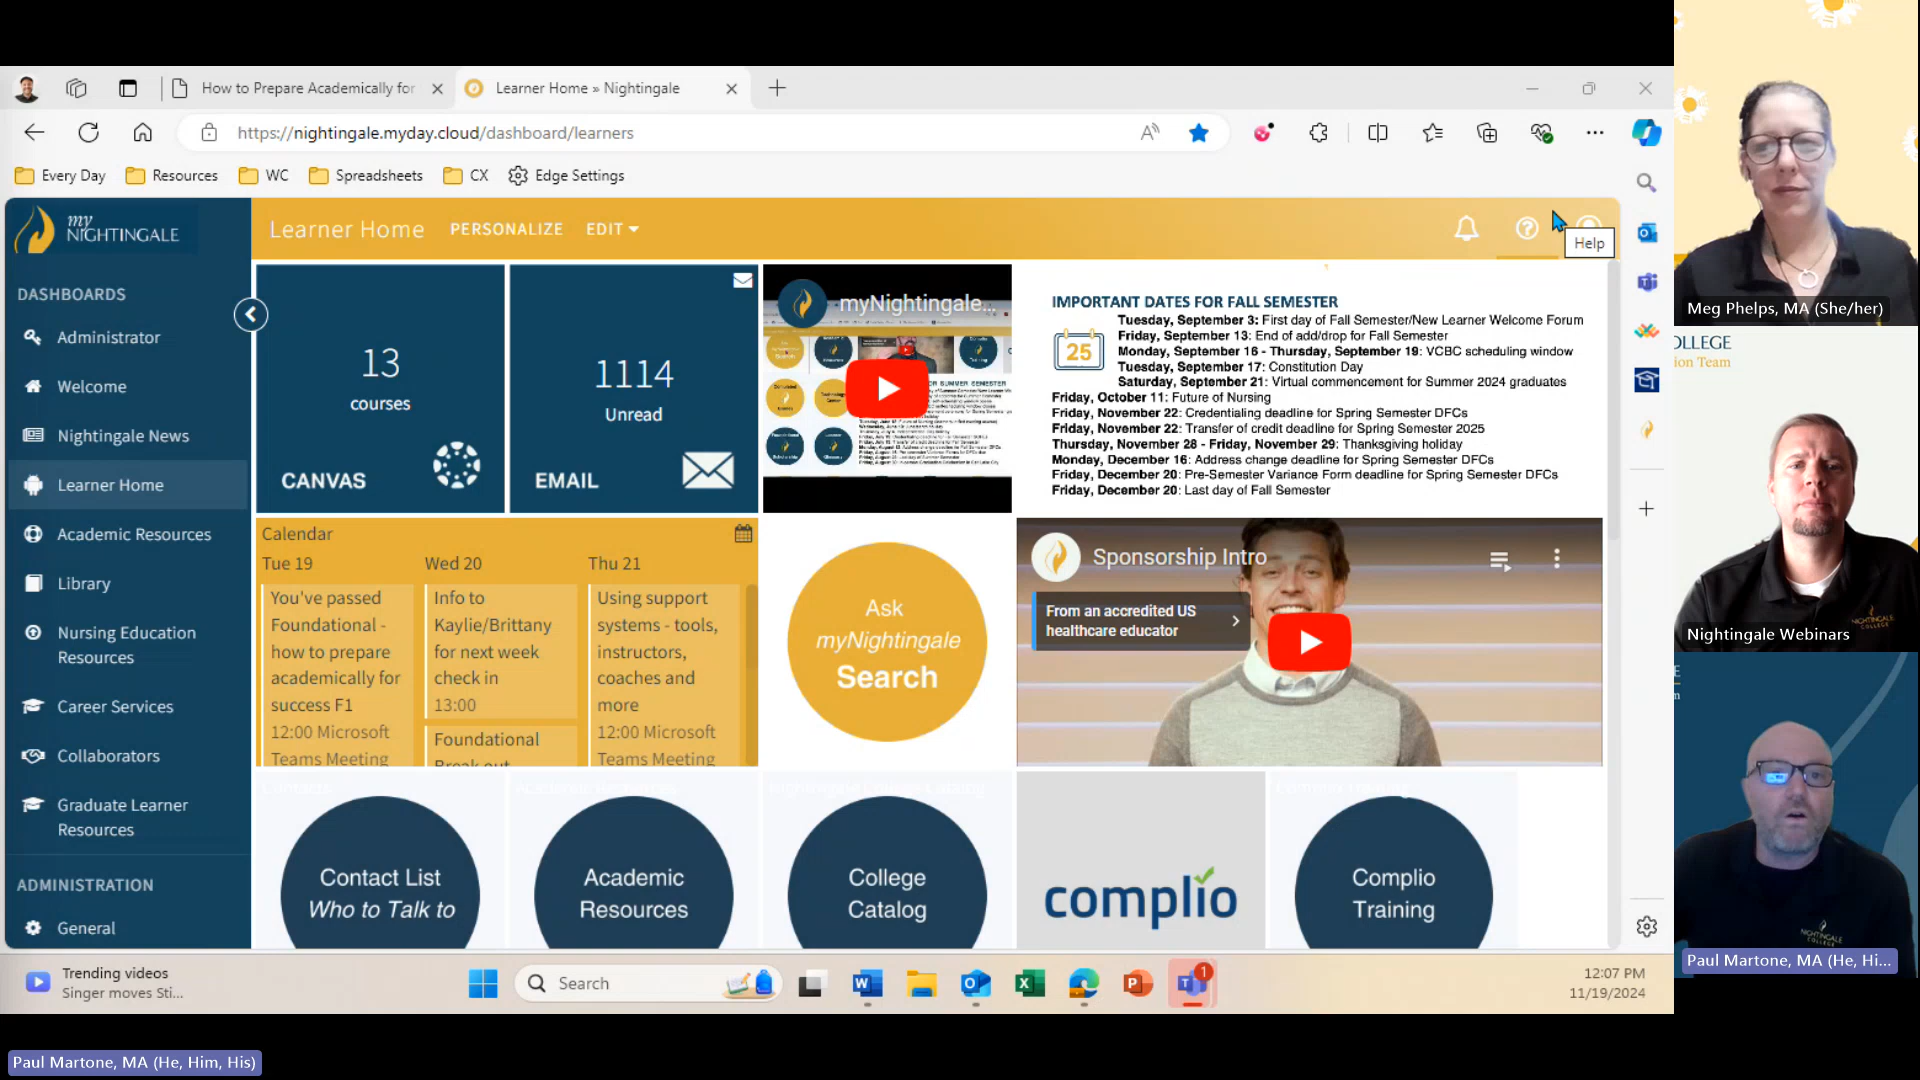 How to Prepare Academically for
Learner Home » Nightingale
https://nightingale.myday.cloud/dashboard/learners
Every Day
Resources
WC
Spreadsheets
CX
Edge Settings
my
NIGHTINGALE
Learner Home
PERSONALIZE
EDIT
Help
DASHBOARDS
Administrator
Welcome
Nightingale News
Learner Home
Academic Resources
Library
Nursing Education
Resources
Career Services
Collaborators
Graduate Learner
Resources
ADMINISTRATION
General
13
courses
CANVAS
1114
Unread
EMAIL
myNightingale...
IMPORTANT DATES FOR FALL SEMESTER
25
Tuesday, September 3: First day of Fall Semester/New Learner Welcome Forum
Friday, September 13: End of add/drop for Fall Semester
Monday, September 16 - Thursday, September 19: VCBC scheduling window
Tuesday, September 17: Constitution Day
Saturday, September 21: Virtual commencement for Summer 2024 graduates
Friday, October 11: Future of Nursing
Friday, November 22: Credentialing deadline for Spring Semester DFCs
Friday, November 22: Transfer of credit deadline for Spring Semester 2025
Thursday, November 28 - Friday, November 29: Thanksgiving holiday
Monday, December 16: Address change deadline for Spring Semester DFCs
Friday, December 20: Pre-Semester Variance Form deadline for Spring Semester DFCs
Friday, December 20: Last day of Fall Semester
Calendar
Tue 19
You've passed
Foundational -
how to prepare
academically for
success F1
12:00 Microsoft
Teams Meeting
Wed 20
Info to
Kaylie/Brittany
for next week
check in
13:00
Foundational
Break out
Thu 21
Using support
systems - tools,
instructors,
coaches and
more
12:00 Microsoft
Teams Meeting
Ask
myNightingale
Search
Sponsorship Intro
From an accredited US
healthcare educator
Contact List
Who to Talk to
Academic
Resources
College
Catalog
complio
Complio
Training
Trending videos
Singer moves Sti...
Search
1
12:07 PM
11/19/2024
Meg Phelps, MA (She/her)
OLLEGE
ion Team
Nightingale Webinars
NIGHTINGALE
COLLEGE
Paul Martone, MA (He, Hi...
Paul Martone, MA (He, Him, His)